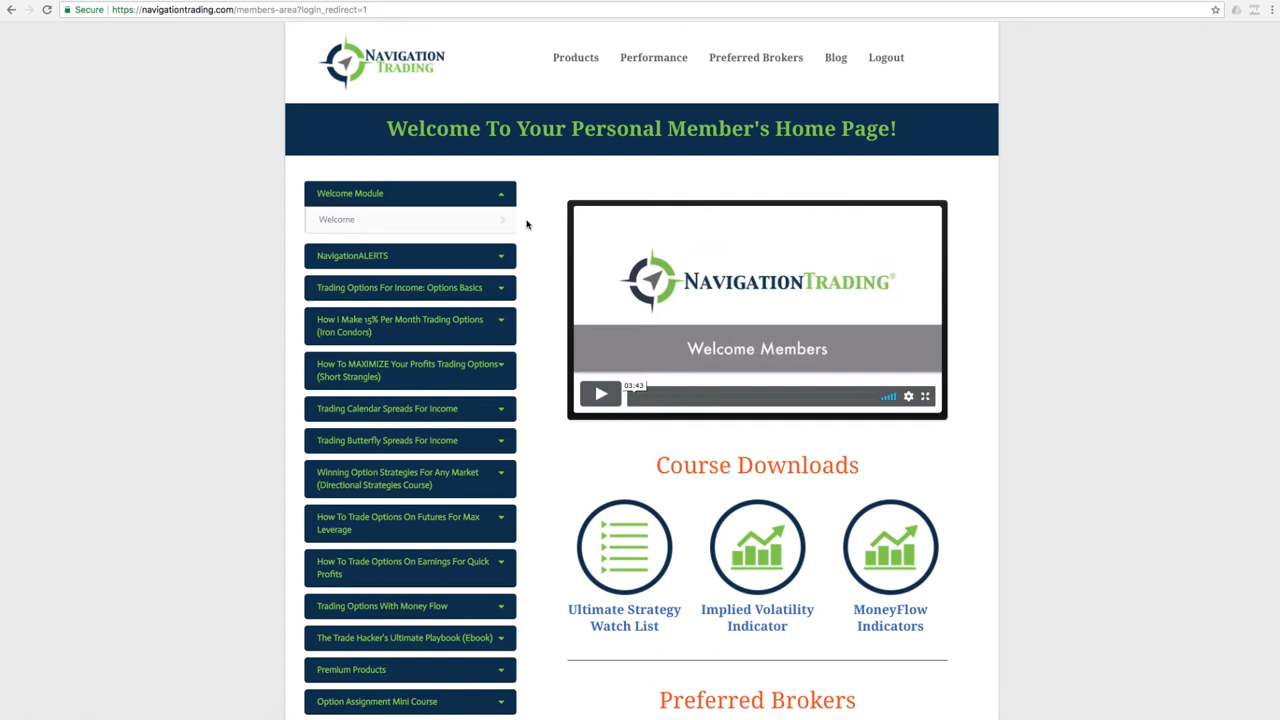 Secure | https://navigationtrading.com/members-area?login_redirect=1
NAVIGATION
TRADING
Products
Performance
Preferred Brokers
Blog
Logout
Welcome To Your Personal Member's Home Page!
Welcome Module
Welcome
NavigationALERTS
Trading Options For Income: Options Basics
How I Make 15% Per Month Trading Options
(Iron Condors)
How To MAXIMIZE Your Profits Trading Options
(Short Strangles)
Trading Calendar Spreads For Income
Trading Butterfly Spreads For Income
Winning Option Strategies For Any Market
(Directional Strategies Course)
How To Trade Options On Futures For Max
Leverage
How To Trade Options On Earnings For Quick
Profits
Trading Options With Money Flow
The Trade Hacker's Ultimate Playbook (Ebook)
Premium Products
Option Assignment Mini Course
NAVIGATIONTRADING®
Welcome Members
03:43
Course Downloads
Ultimate Strategy
Watch List
Implied Volatility
Indicator
MoneyFlow
Indicators
Preferred Brokers